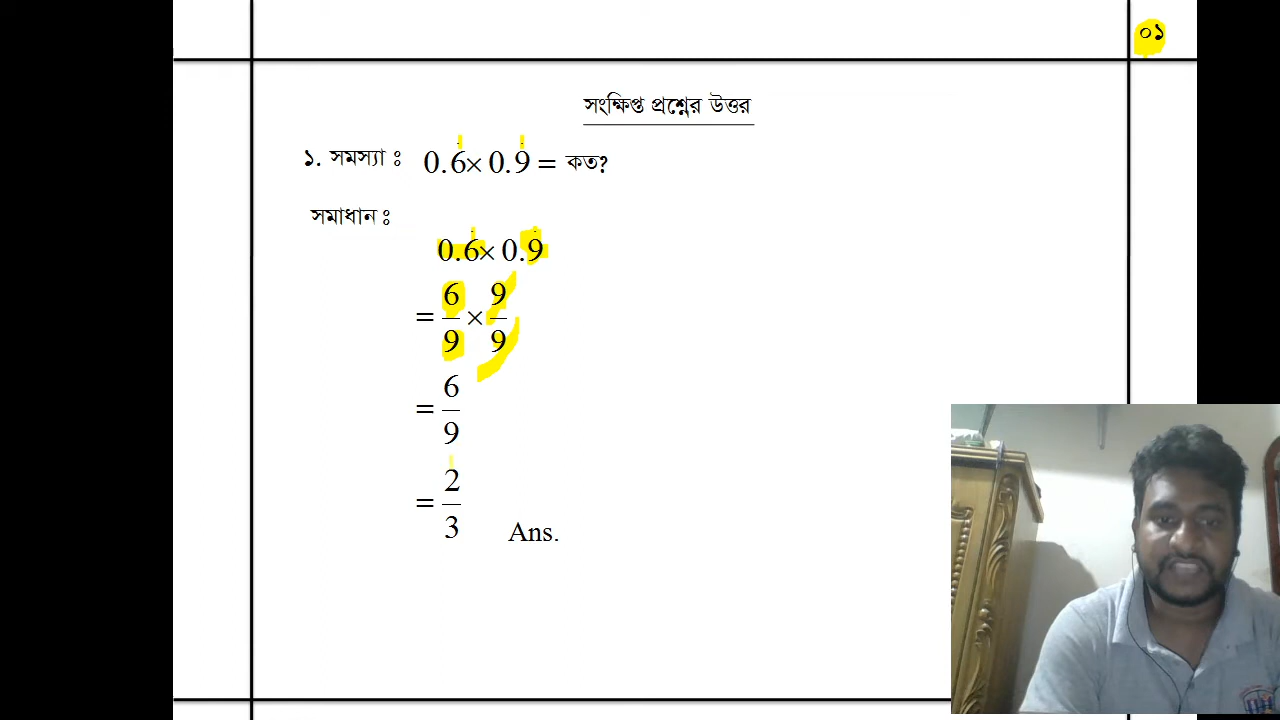 ০১
সংক্ষিপ্ত প্রশ্নের উত্তর
১. সমস্যা ঃ 0.6̇ × 0.9̇ = কত?
সমাধান ঃ
0.6̇ × 0.9̇
= 6/9 × 9/9
= 6/9
= 2/3 Ans.